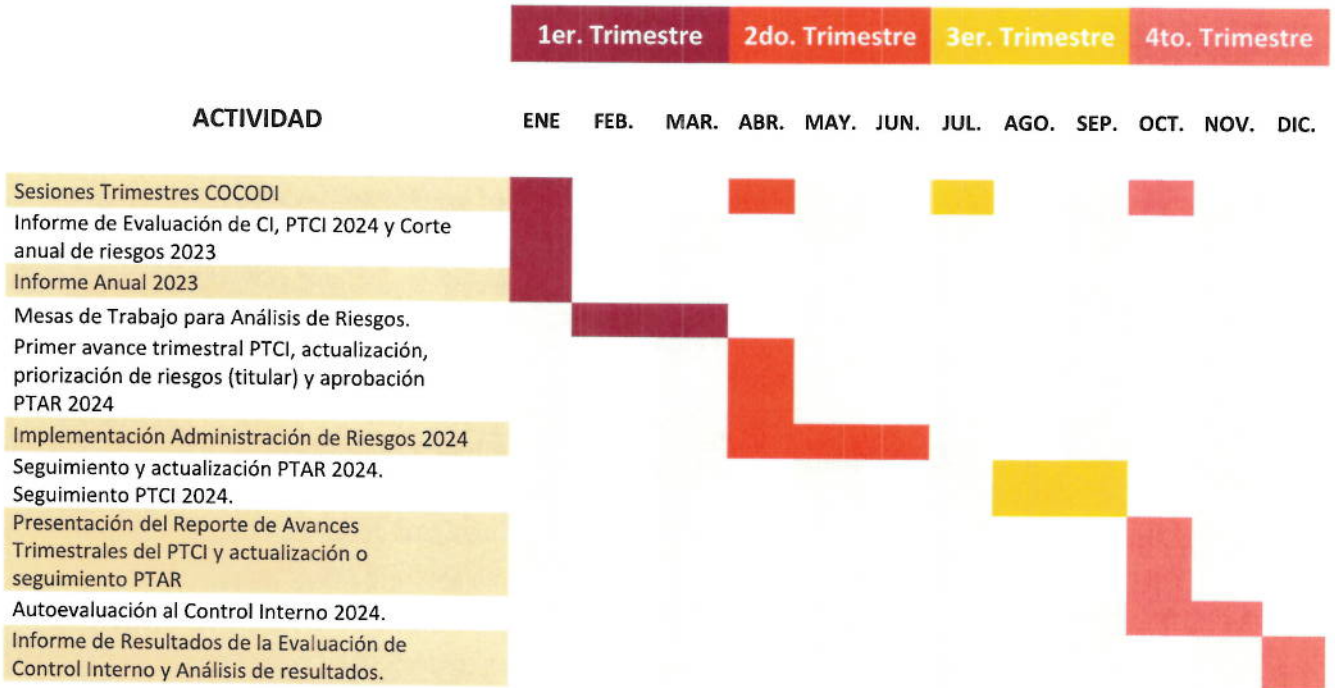 1er. Trimestre 2do. Trimestre 3er. Trimestre 4to. Trimestre
ACTIVIDAD ENE FEB. MAR. ABR. MAY. JUN. JUL. AGO. SEP. OCT. NOV. DIC.
Sesiones Trimestres COCODI
Informe de Evaluación de CI, PTCI 2024 y Corte
anual de riesgos 2023
Informe Anual 2023
Mesas de Trabajo para Análisis de Riesgos.
Primer avance trimestral PTCI, actualización,
priorización de riesgos (titular) y aprobación
PTAR 2024
Implementación Administración de Riesgos 2024
Seguimiento y actualización PTAR 2024.
Seguimiento PTCI 2024.
Presentación del Reporte de Avances
Trimestrales del PTCI y actualización o
seguimiento PTAR
Autoevaluación al Control Interno 2024.
Informe de Resultados de la Evaluación de
Control Interno y Análisis de resultados.